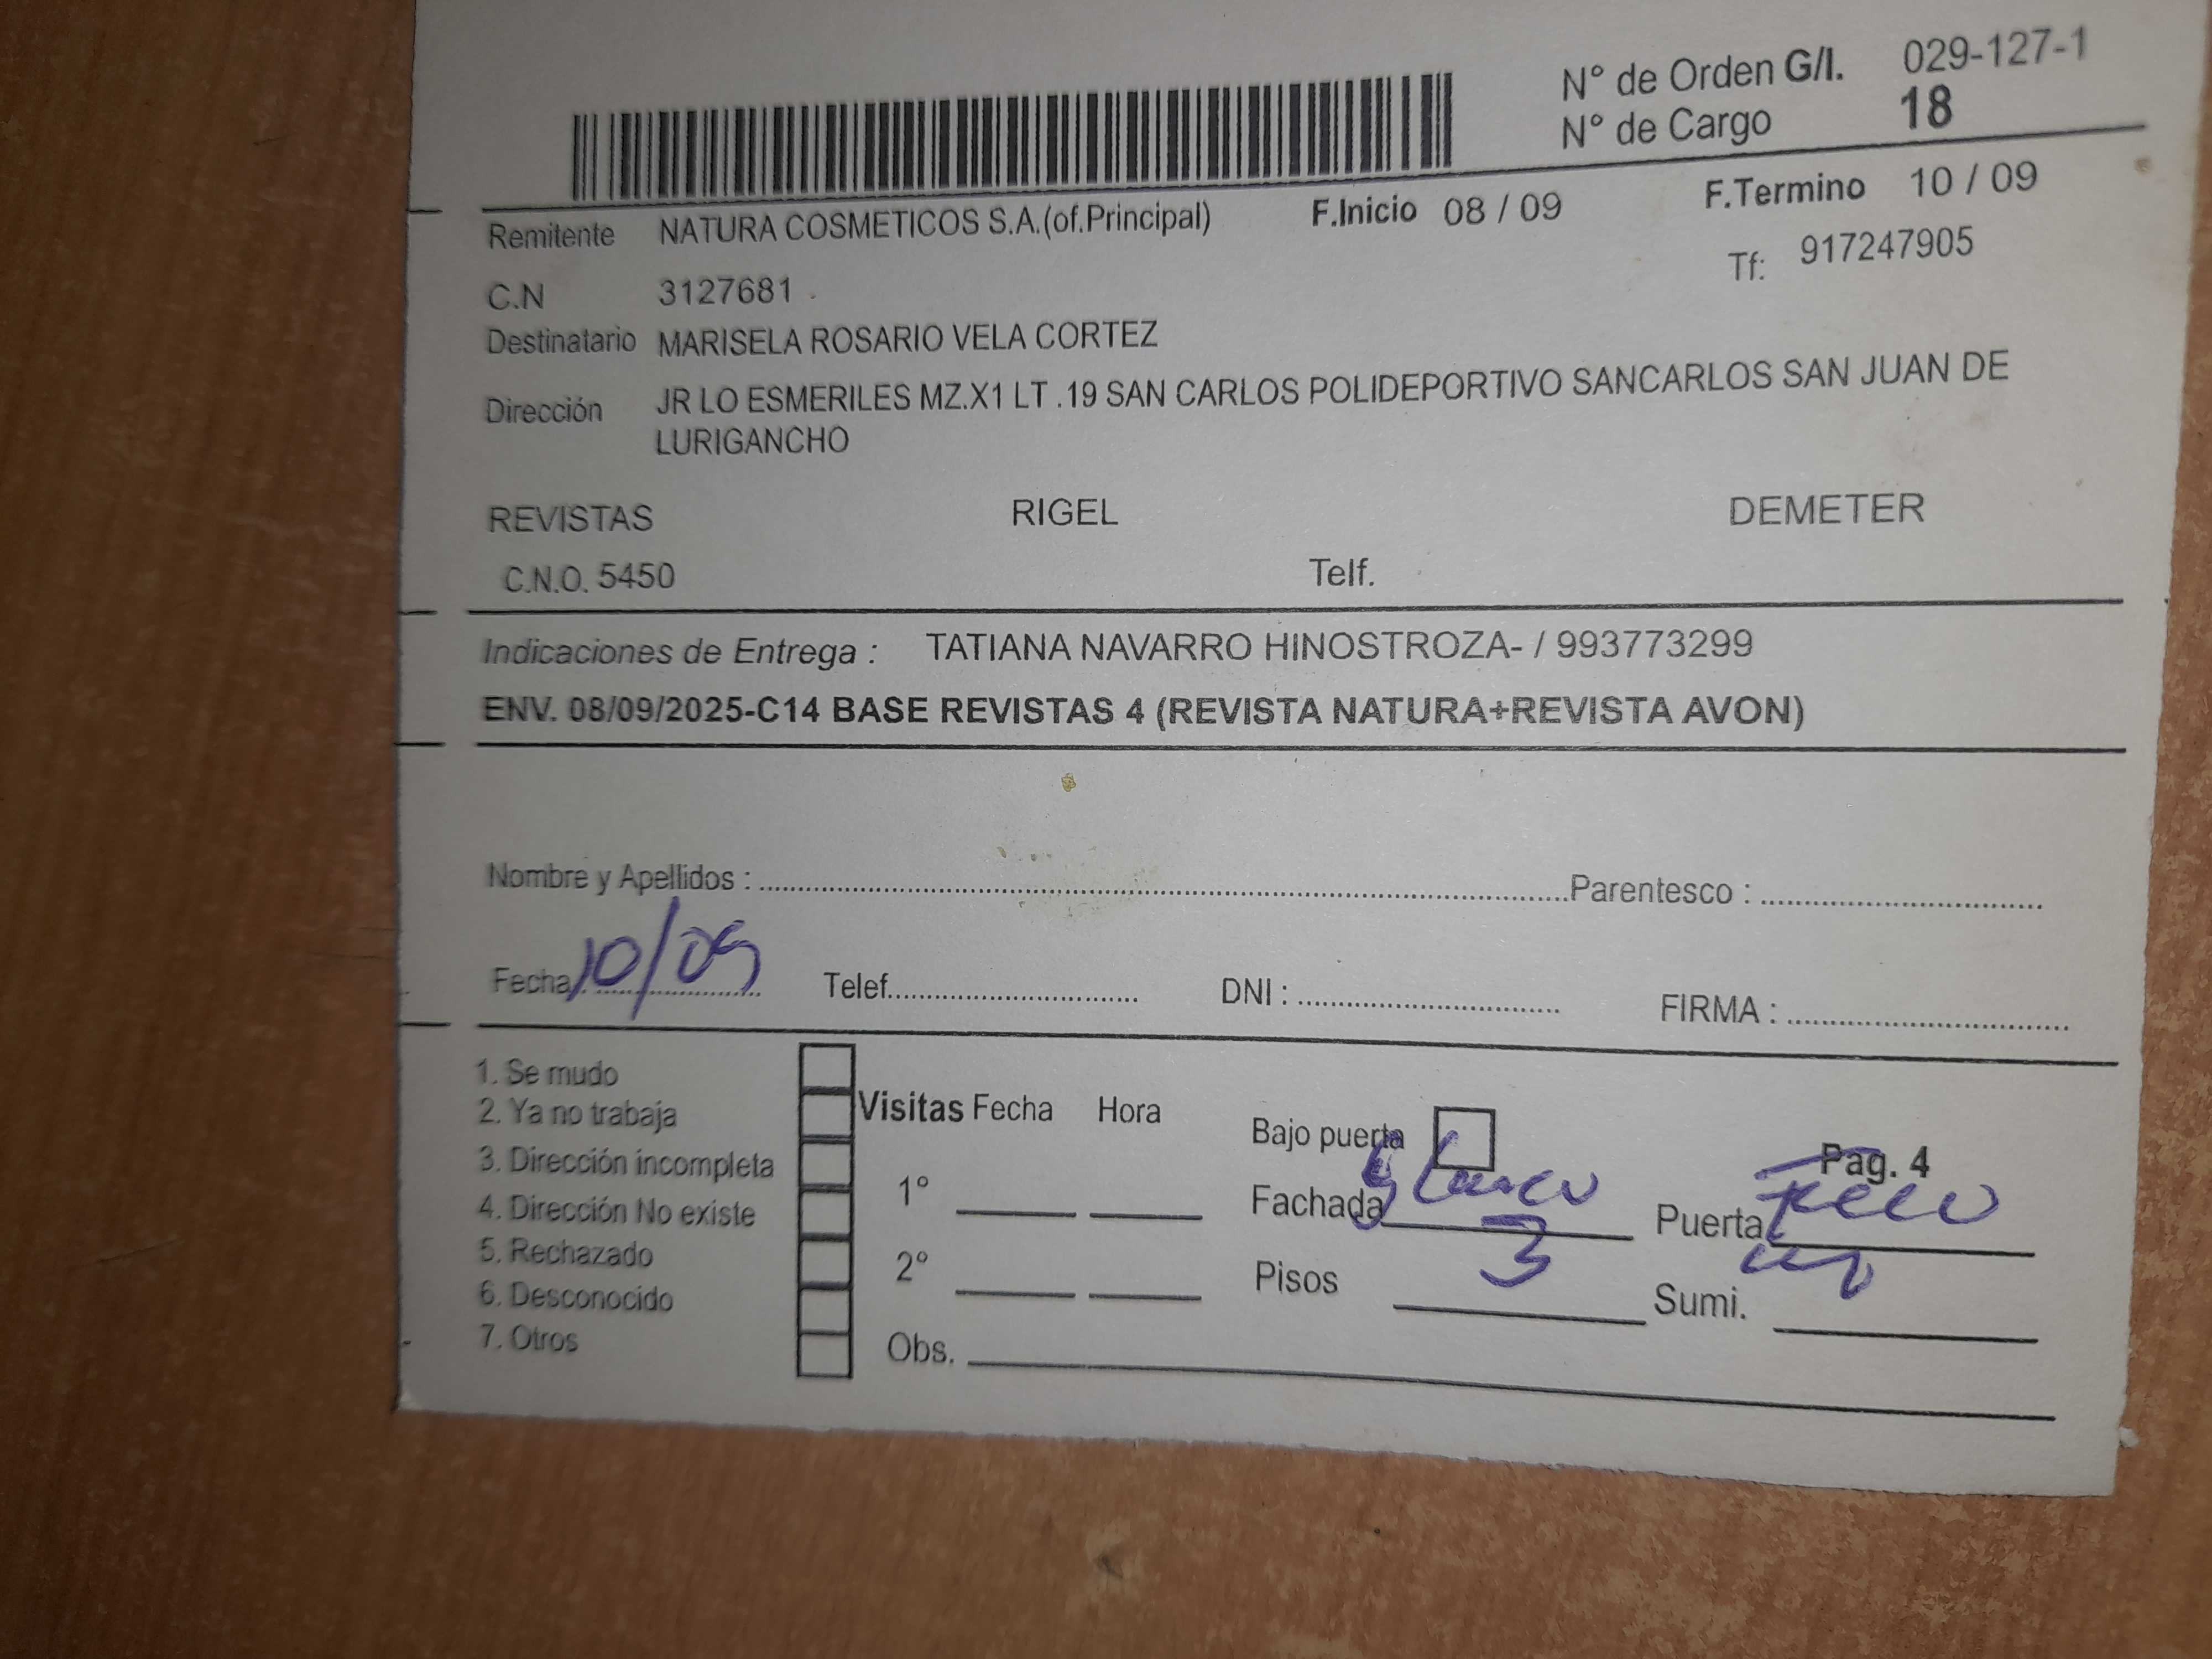 N° de Orden G/I. 029-127-1
N° de Cargo 18
Remitente NATURA COSMETICOS S.A.(of.Principal) F.Inicio 08 / 09 F.Termino 10 / 09
C.N 3127681 Tf: 917247905
Destinatario MARISELA ROSARIO VELA CORTEZ
Dirección JR LO ESMERILES MZ.X1 LT .19 SAN CARLOS POLIDEPORTIVO SANCARLOS SAN JUAN DE
LURIGANCHO
REVISTAS RIGEL DEMETER
C.N.O. 5450 Telf.
Indicaciones de Entrega : TATIANA NAVARRO HINOSTROZA- / 993773299
ENV. 08/09/2025-C14 BASE REVISTAS 4 (REVISTA NATURA+REVISTA AVON)
Nombre y Apellidos : Parentesco :
Fecha 10/09 Telef. DNI : FIRMA :
1. Se mudo
2. Ya no trabaja
3. Dirección incompleta
4. Dirección No existe
5. Rechazado
6. Desconocido
7. Otros
Visitas Fecha Hora
1°
2°
Obs.
Bajo puerta Pag. 4
Fachada Puerta
Pisos 3 Sumi.